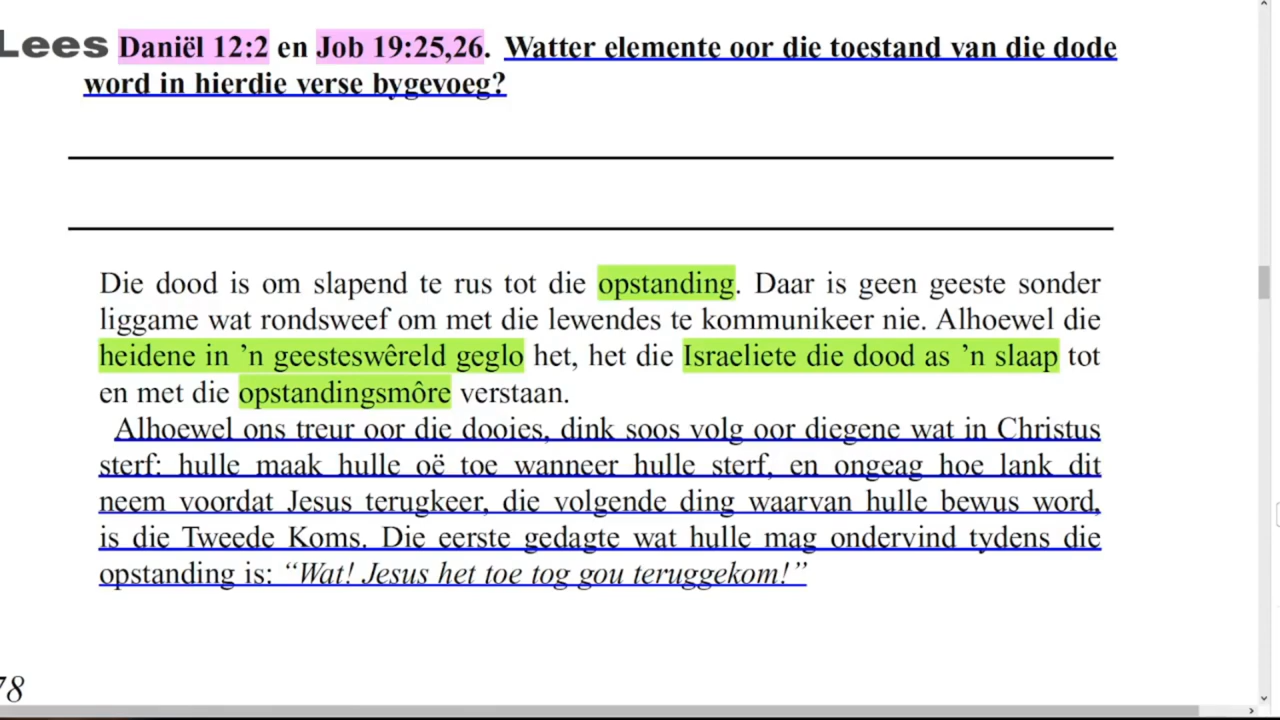 Lees Daniël 12:2 en Job 19:25,26. Watter elemente oor die toestand van die dode
word in hierdie verse bygevoeg?
Die dood is om slapend te rus tot die opstanding. Daar is geen geeste sonder
liggame wat rondsweef om met die lewendes te kommunikeer nie. Alhoewel die
heidene in ’n geesteswêreld geglo het, het die Israeliete die dood as ’n slaap tot
en met die opstandingsmôre verstaan.
Alhoewel ons treur oor die dooies, dink soos volg oor diegene wat in Christus
sterf: hulle maak hulle oë toe wanneer hulle sterf, en ongeag hoe lank dit
neem voordat Jesus terugkeer, die volgende ding waarvan hulle bewus word,
is die Tweede Koms. Die eerste gedagte wat hulle mag ondervind tydens die
opstanding is: “Wat! Jesus het toe tog gou teruggekom!”
78